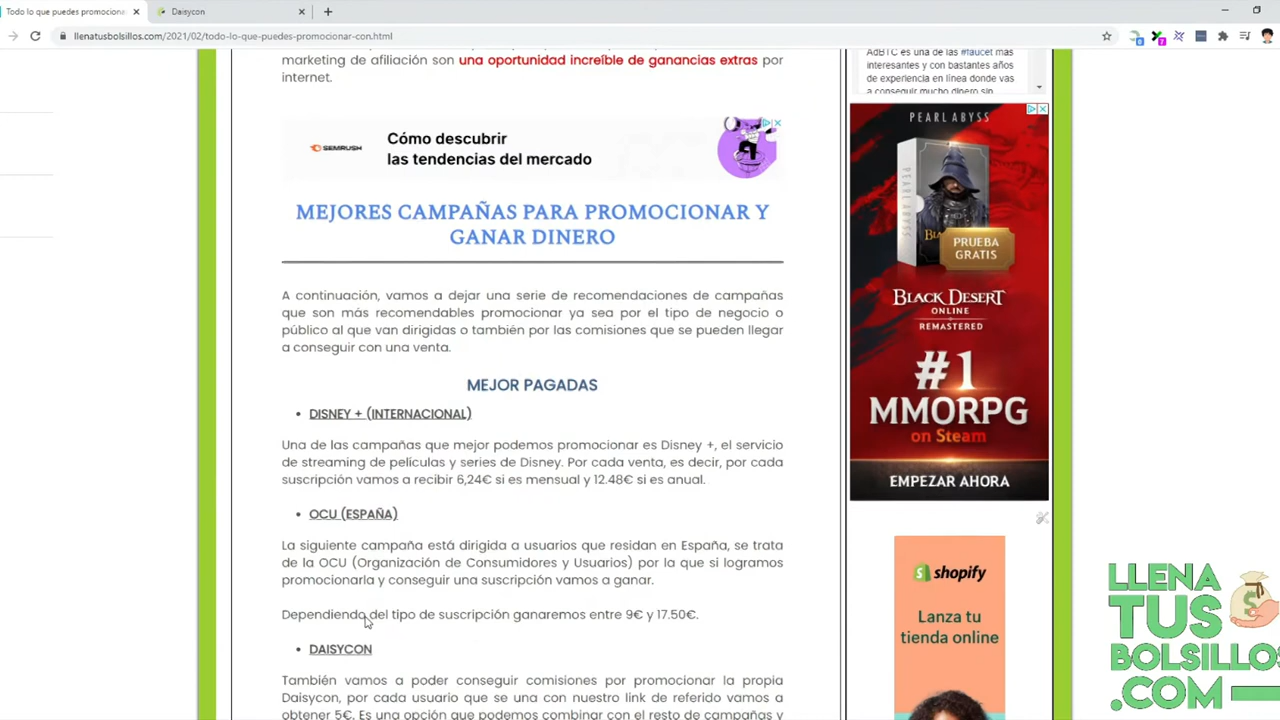 Todo lo que puedes promociona
Daisycon
llenatusbolsillos.com/2021/02/todo-lo-que-puedes-promocionar-con.html
marketing de afiliación son una oportunidad increíble de ganancias extras por
internet.
SEMRUSH
Cómo descubrir
las tendencias del mercado
MEJORES CAMPAÑAS PARA PROMOCIONAR Y
GANAR DINERO
A continuación, vamos a dejar una serie de recomendaciones de campañas
que son más recomendables promocionar ya sea por el tipo de negocio o
público al que van dirigidas o también por las comisiones que se pueden llegar
a conseguir con una venta.
MEJOR PAGADAS
• DISNEY + (INTERNACIONAL)
Una de las campañas que mejor podemos promocionar es Disney +, el servicio
de streaming de películas y series de Disney. Por cada venta, es decir, por cada
suscripción vamos a recibir 6,24€ si es mensual y 12.48€ si es anual.
• OCU (ESPAÑA)
La siguiente campaña está dirigida a usuarios que residan en España, se trata
de la OCU (Organización de Consumidores y Usuarios) por la que si logramos
promocionarla y conseguir una suscripción vamos a ganar.
Dependiendo del tipo de suscripción ganaremos entre 9€ y 17.50€.
• DAISYCON
También vamos a poder conseguir comisiones por promocionar la propia
Daisycon, por cada usuario que se una con nuestro link de referido vamos a
obtener 5€. Es una opción que podemos combinar con el resto de campañas y
AdBTC es una de las #faucet más
interesantes y con bastantes años
de experiencia en línea donde vas
a conseguir mucho dinero sin
PEARL ABYSS
PEARL ABYSS
PRUEBA
GRATIS
BLACK DESERT
ONLINE
REMASTERED
#1
MMORPG
on Steam
EMPEZAR AHORA
shopify
Lanza tu
tienda online
LLENA
TUS
BOLSILLOS
.COM